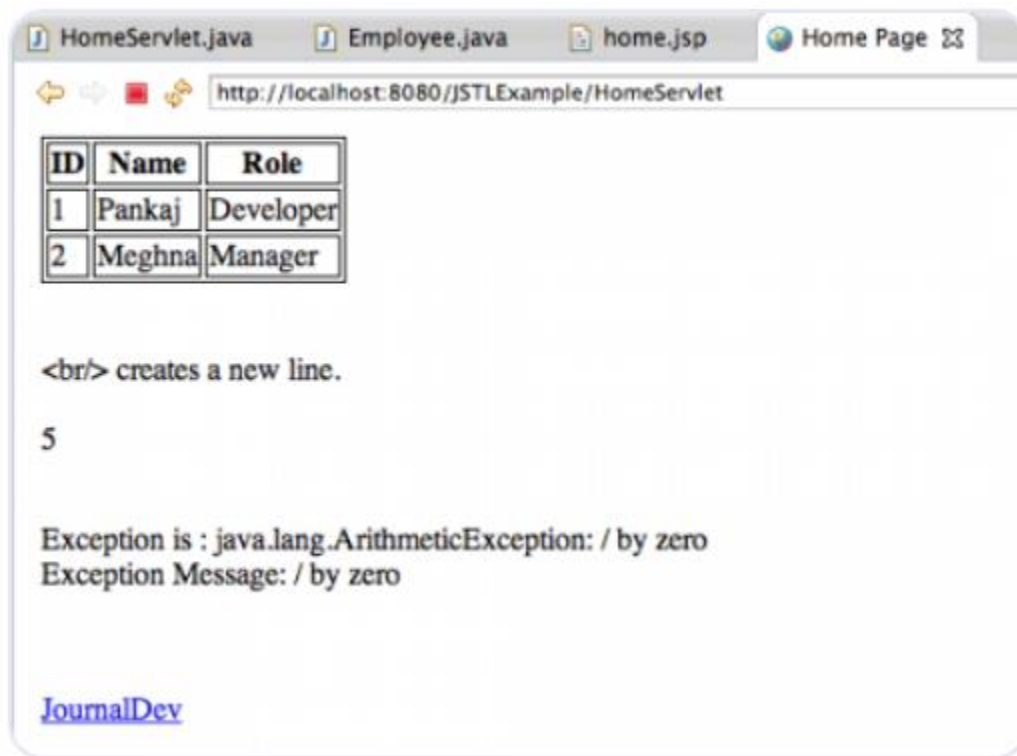 HomeServlet.java Employee.java home.jsp Home Page
http://localhost:8080/JSTLExample/HomeServlet
ID Name Role
1 Pankaj Developer
2 Meghna Manager
<br/> creates a new line.
5
Exception is : java.lang.ArithmeticException: / by zero
Exception Message: / by zero
JournalDev